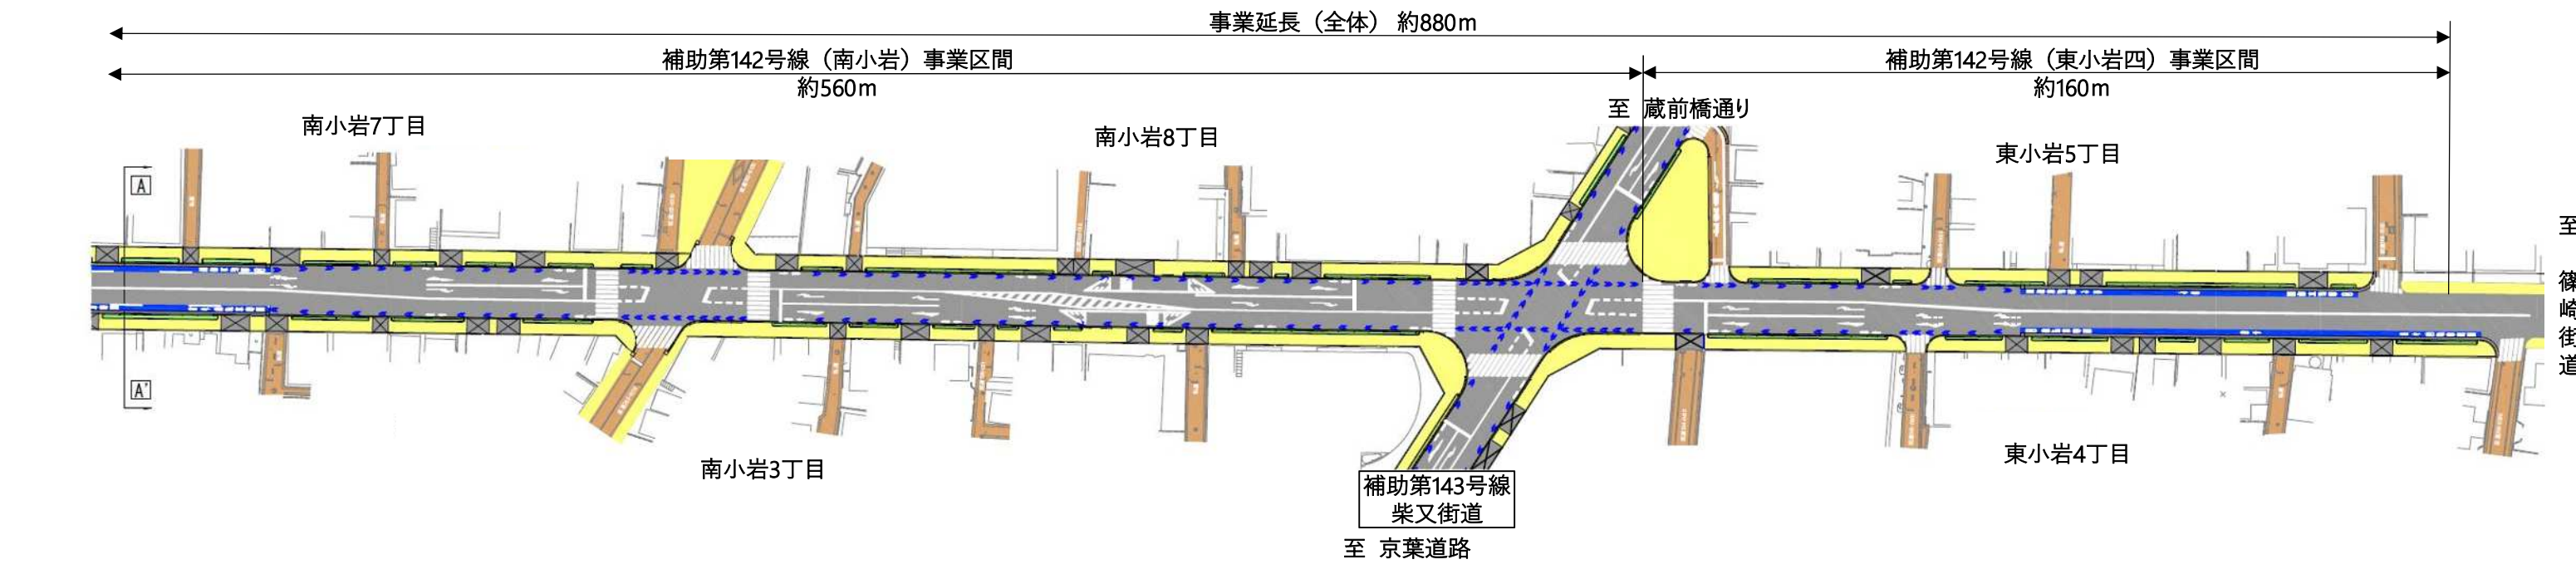 事業延長（全体） 約880m
補助第142号線（南小岩）事業区間
約560m
補助第142号線（東小岩四）事業区間
約160m
至 蔵前橋通り
南小岩7丁目
南小岩8丁目
東小岩5丁目
A
A'
至
篠
崎
街
道
南小岩3丁目
東小岩4丁目
補助第143号線
柴又街道
至 京葉道路